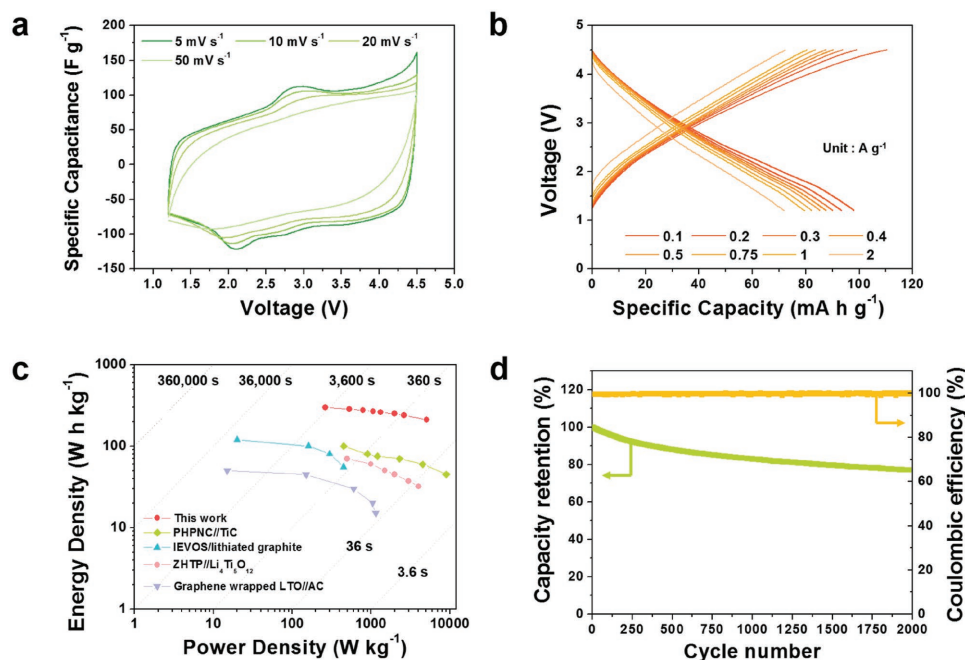 a
Specific Capacitance (F g⁻¹)
200
150
100
50
0
-50
-100
-150
5 mV s⁻¹ 10 mV s⁻¹ 20 mV s⁻¹
50 mV s⁻¹
1.0 1.5 2.0 2.5 3.0 3.5 4.0 4.5 5.0
Voltage (V)
b
Voltage (V)
5
4
3
2
1
0
Unit : A g⁻¹
0.1 0.2 0.3 0.4
0.5 0.75 1 2
0 20 40 60 80 100 120
Specific Capacity (mA h g⁻¹)
c
Energy Density (W h kg⁻¹)
1000
100
10
1
360,000 s 36,000 s 3,600 s 360 s
36 s
3.6 s
This work
PHPNC//TiC
IEVOS/lithiated graphite
ZHTP//Li₄Ti₅O₁₂
Graphene wrapped LTO//AC
1 10 100 1000 10000
Power Density (W kg⁻¹)
d
Capacity retention (%)
120
100
80
60
40
20
0
Coulombic efficiency (%)
100
80
60
40
20
0
0 250 500 750 1000 1250 1500 1750 2000
Cycle number